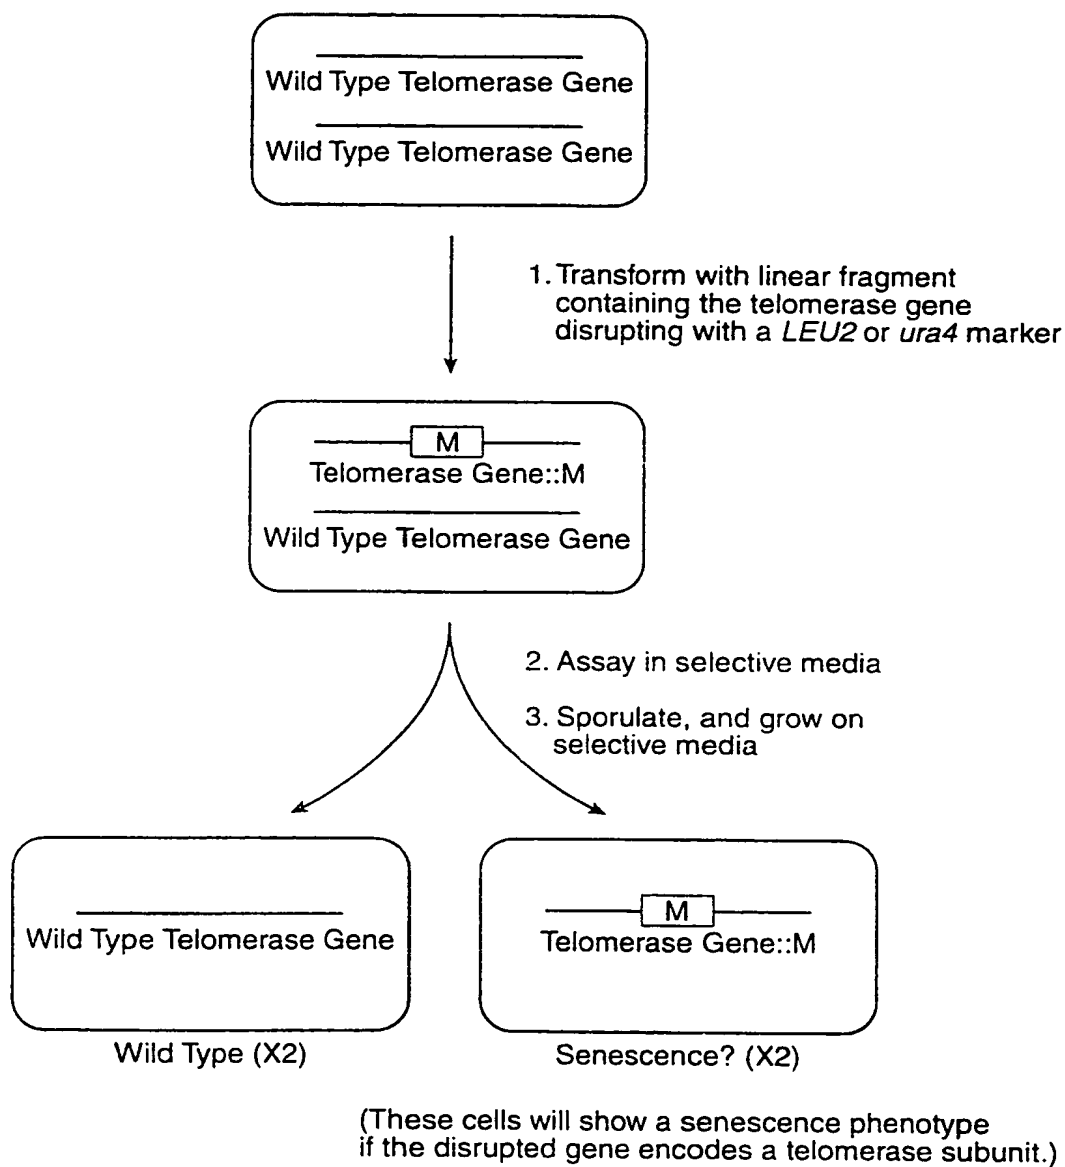 Wild Type Telomerase Gene
Wild Type Telomerase Gene
1. Transform with linear fragment
containing the telomerase gene
disrupting with a LEU2 or ura4 marker
M
Telomerase Gene::M
Wild Type Telomerase Gene
2. Assay in selective media
3. Sporulate, and grow on
selective media
Wild Type Telomerase Gene
Wild Type (X2)
M
Telomerase Gene::M
Senescence? (X2)
(These cells will show a senescence phenotype
if the disrupted gene encodes a telomerase subunit.)